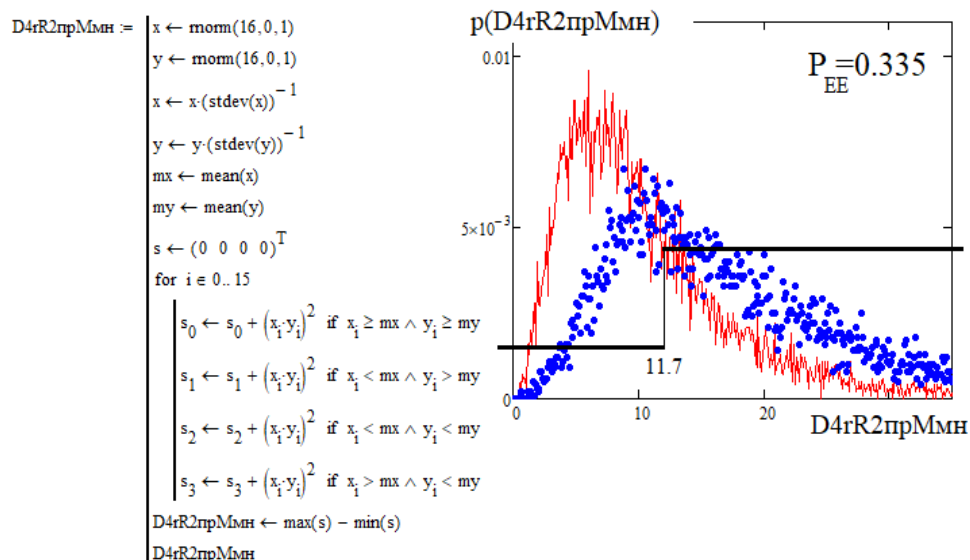 D4rR2прМмн := x ← rnorm(16,0,1)
y ← rnorm(16,0,1)
x ← x·(stdev(x))⁻¹
y ← y·(stdev(y))⁻¹
mx ← mean(x)
my ← mean(y)
s ← (0 0 0 0)ᵀ
for i ∈ 0.. 15
s₀ ← s₀ + (xᵢ·yᵢ)² if xᵢ ≥ mx ∧ yᵢ ≥ my
s₁ ← s₁ + (xᵢ·yᵢ)² if xᵢ < mx ∧ yᵢ > my
s₂ ← s₂ + (xᵢ·yᵢ)² if xᵢ < mx ∧ yᵢ < my
s₃ ← s₃ + (xᵢ·yᵢ)² if xᵢ > mx ∧ yᵢ < my
D4rR2прМмн ← max(s) − min(s)
D4rR2прМмн
p(D4rR2прМмн)
0.01
P_EE=0.335
5×10⁻³
11.7
0
0 10 20
D4rR2прМмн